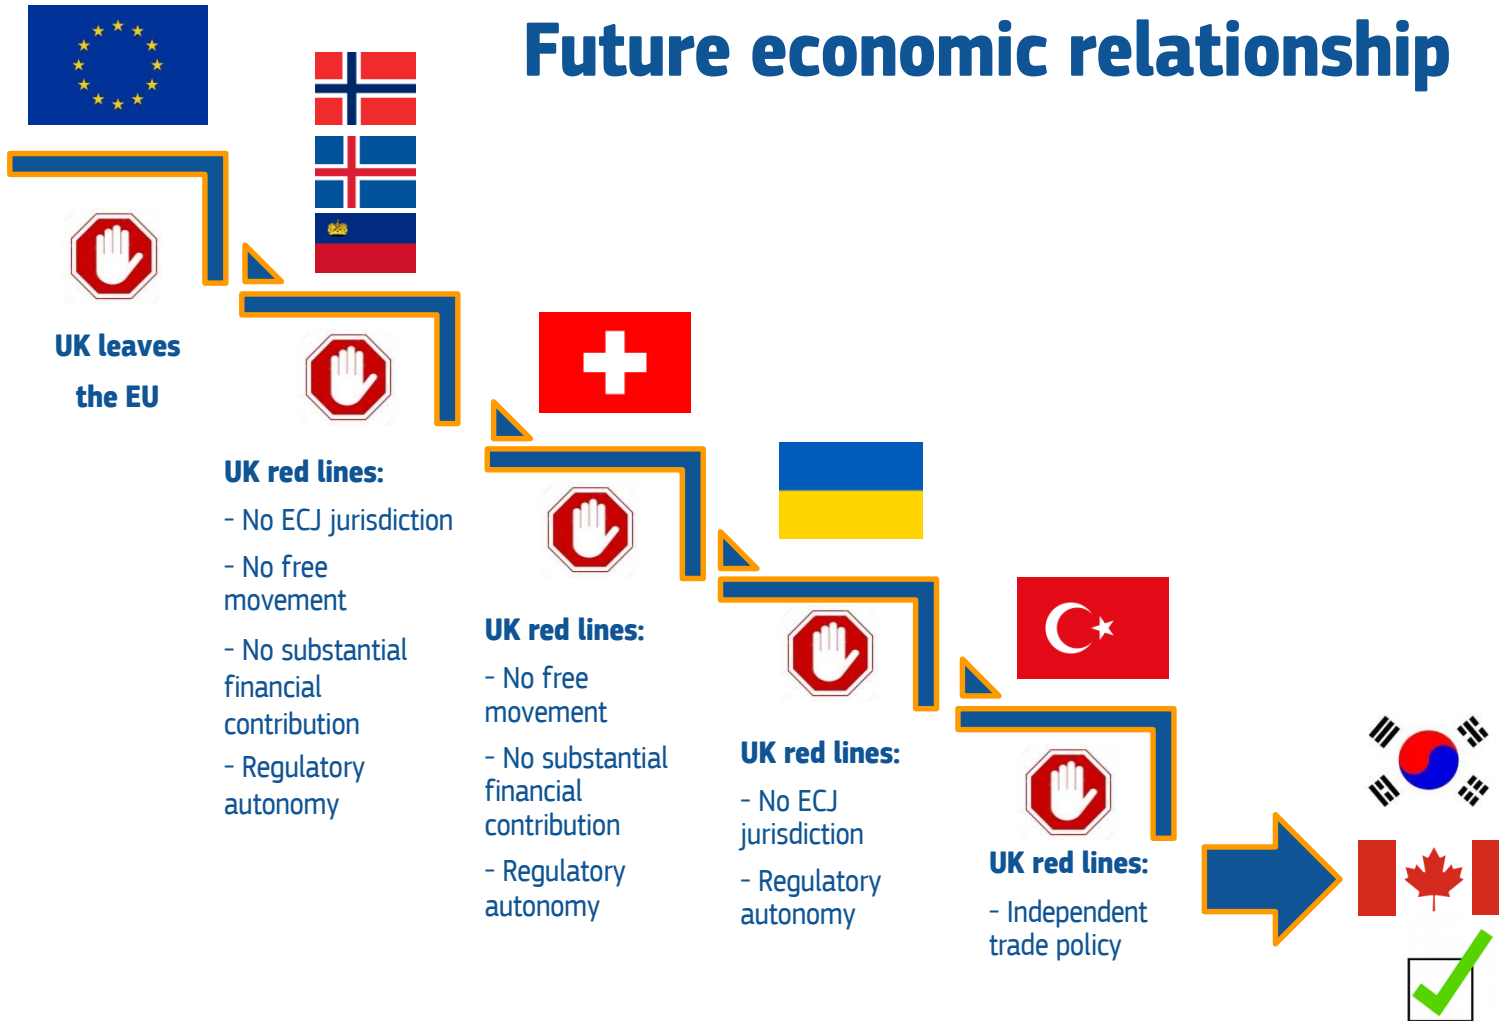 Future economic relationship
UK leaves
the EU
UK red lines:
- No ECJ jurisdiction
- No free
movement
- No substantial
financial
contribution
- Regulatory
autonomy
UK red lines:
- No free
movement
- No substantial
financial
contribution
- Regulatory
autonomy
UK red lines:
- No ECJ
jurisdiction
- Regulatory
autonomy
UK red lines:
- Independent
trade policy